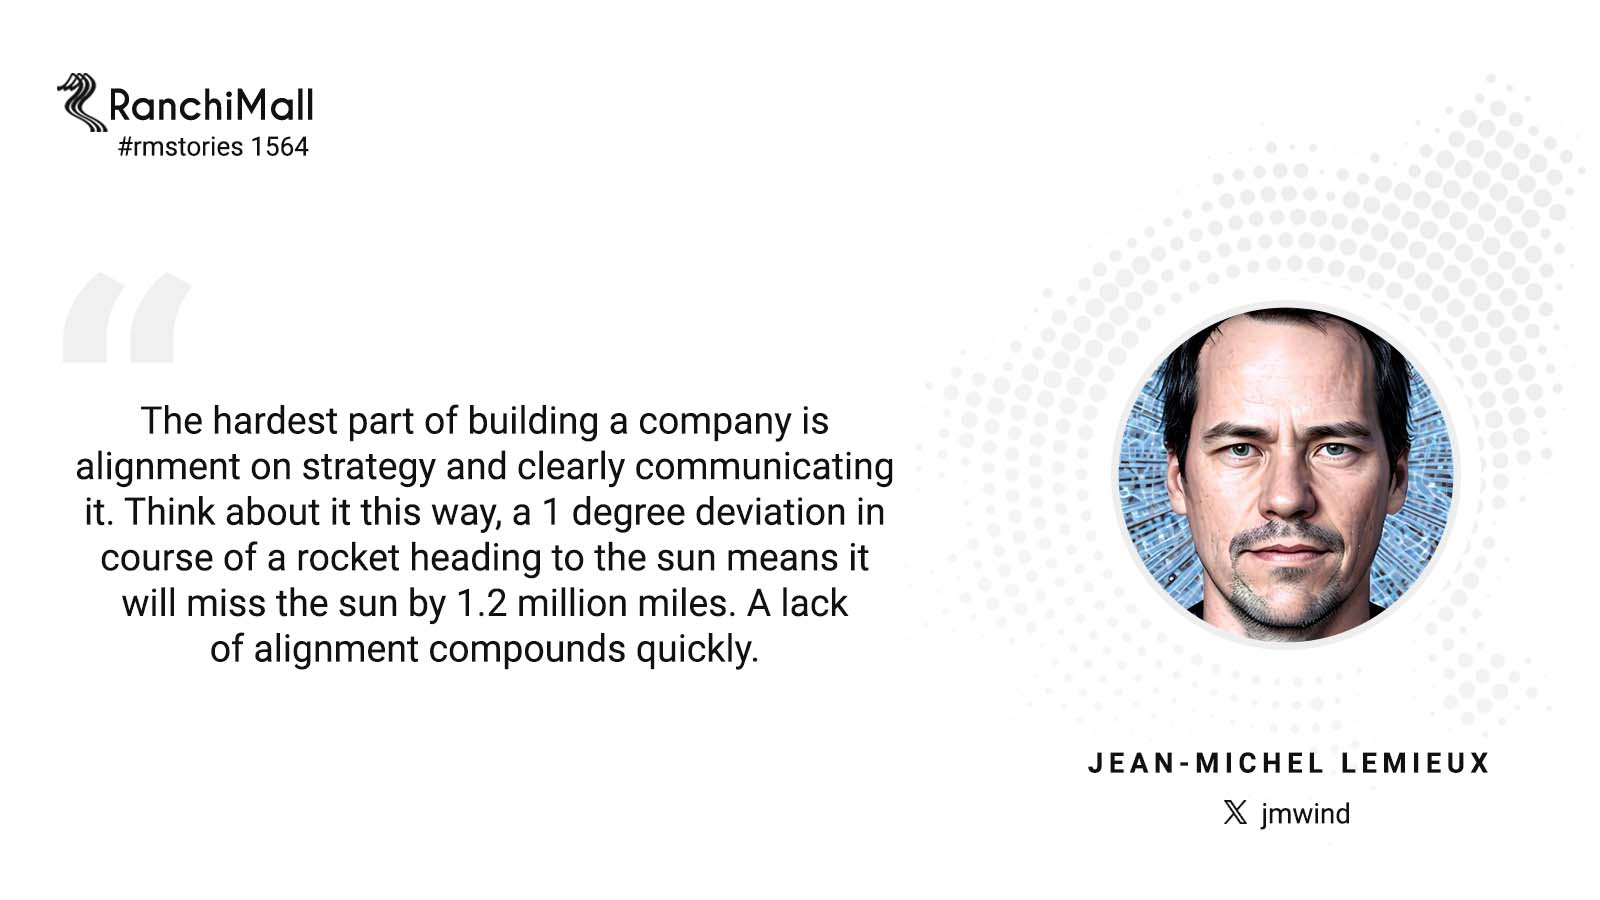 RanchiMall
#rmstories 1564
“
The hardest part of building a company is
alignment on strategy and clearly communicating
it. Think about it this way, a 1 degree deviation in
course of a rocket heading to the sun means it
will miss the sun by 1.2 million miles. A lack
of alignment compounds quickly.
JEAN-MICHEL LEMIEUX
𝕏 jmwind